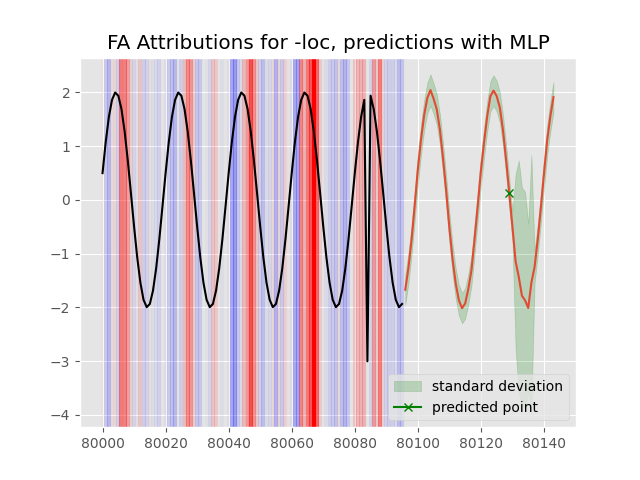 FA Attributions for -loc, predictions with MLP
2
1
0
−1
−2
−3
−4
standard deviation
predicted point
80000 80020 80040 80060 80080 80100 80120 80140